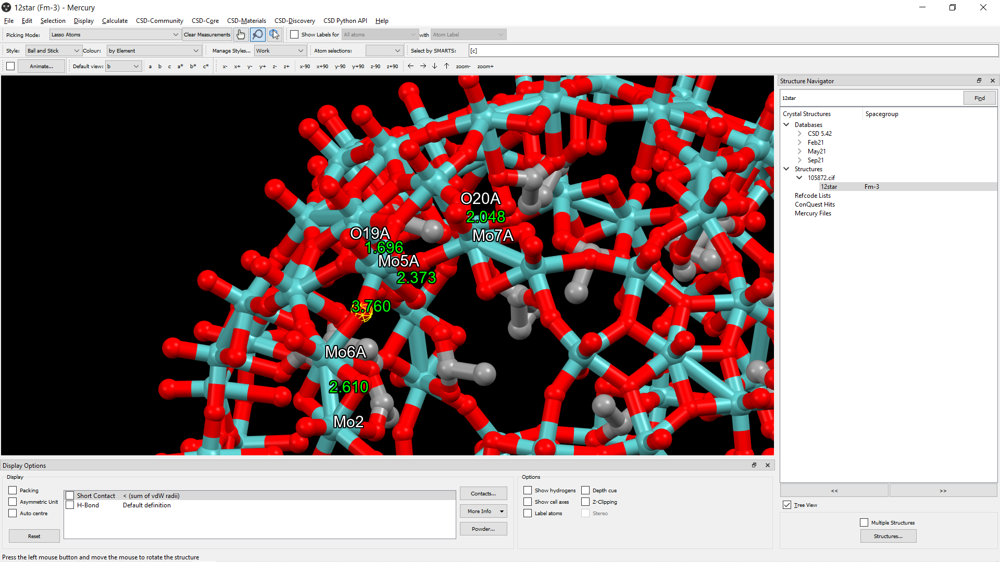 12star (Fm-3) - Mercury
File Edit Selection Display Calculate CSD-Community CSD-Core CSD-Materials CSD-Discovery CSD Python API Help
Picking Mode: Lasso Atoms Clear Measurements Show Labels for All atoms with Atom Label
Style: Ball and Stick Colour: by Element Manage Styles... Work Atom selections: Select by SMARTS: [c]
Animate... Default view: b a b c a* b* c* x- x+ y- y+ z- z+ x-90 x+90 y-90 y+90 z-90 z+90 ← → ↓ ↑ zoom- zoom+
O20A
2.048
O19A
Mo7A
1.696
Mo5A
2.373
3.760
Mo6A
2.610
Mo2
Structure Navigator
12star Find
Crystal Structures Spacegroup
Databases
CSD 5.42
Feb21
May21
Sep21
Structures
105872.cif
12star Fm-3
Refcode Lists
ConQuest Hits
Mercury Files
<< >>
Tree View
Multiple Structures
Structures...
Display Options
Display
Packing
Asymmetric Unit
Auto centre
Reset
Short Contact < (sum of vdW radii)
H-Bond Default definition
Contacts...
More Info
Powder...
Options
Show hydrogens Depth cue
Show cell axes Z-Clipping
Label atoms Stereo
Press the left mouse button and move the mouse to rotate the structure